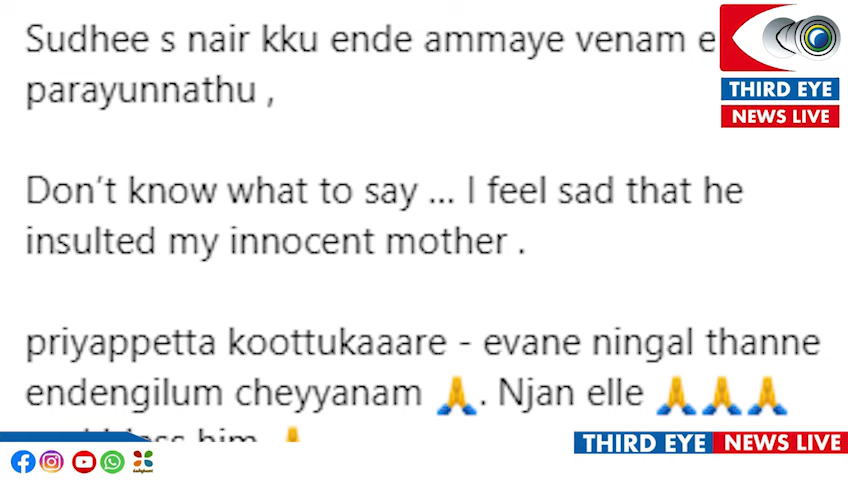 Sudhee s nair kku ende ammaye venam e
parayunnathu ,
Don't know what to say ... I feel sad that he
insulted my innocent mother .
priyappetta koottukaaare - evane ningal thanne
endengilum cheyyanam 🙏. Njan elle 🙏🙏🙏
him 🙏
THIRD EYE
NEWS LIVE
THIRD EYE NEWS LIVE